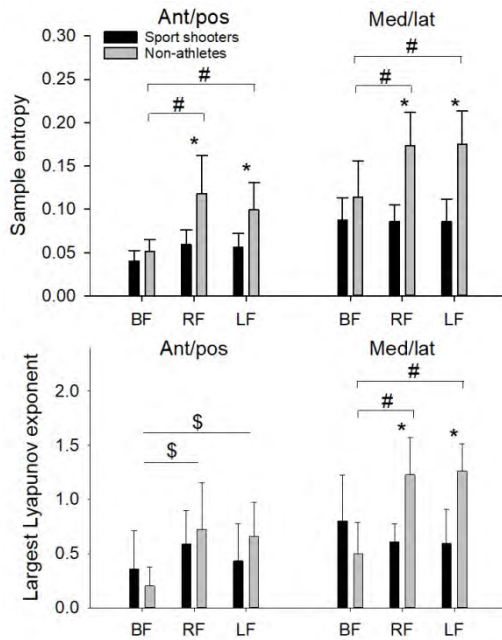 Ant/pos
Med/lat
Sport shooters
Non-athletes
Sample entropy
0.30
0.25
0.20
0.15
0.10
0.05
0.00
#
#
*
*
#
#
*
*
BF
RF
LF
BF
RF
LF
Ant/pos
Med/lat
Largest Lyapunov exponent
2.0
1.5
1.0
0.5
0.0
$
$
#
#
*
*
BF
RF
LF
BF
RF
LF